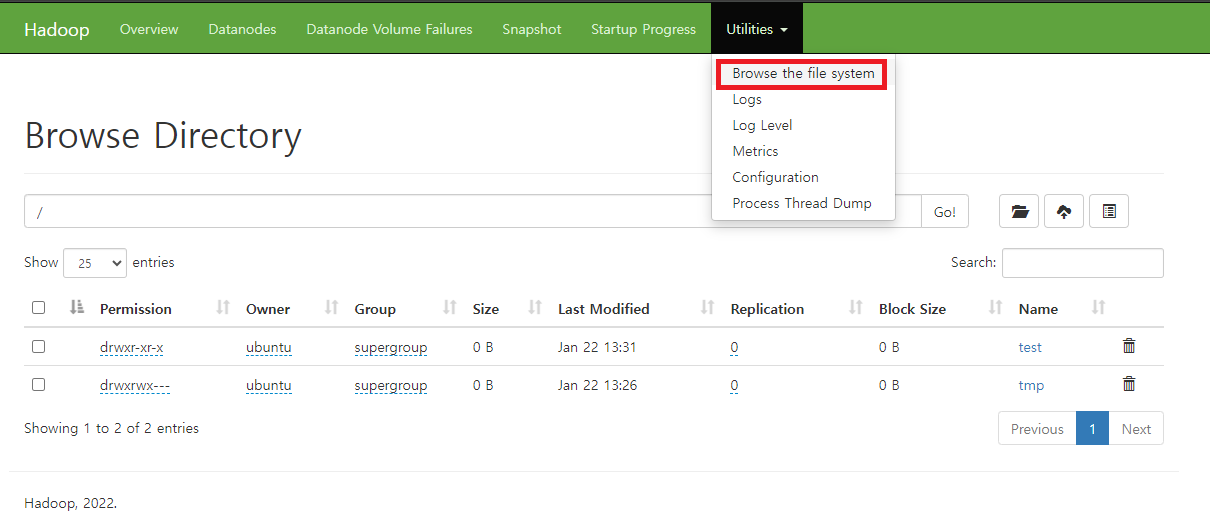 Hadoop Overview Datanodes Datanode Volume Failures Snapshot Startup Progress Utilities
Browse the file system
Logs
Log Level
Metrics
Configuration
Process Thread Dump
Browse Directory
/ Go!
Show 25 entries Search:
Permission Owner Group Size Last Modified Replication Block Size Name
drwxr-xr-x ubuntu supergroup 0 B Jan 22 13:31 0 0 B test
drwxrwx--- ubuntu supergroup 0 B Jan 22 13:26 0 0 B tmp
Showing 1 to 2 of 2 entries Previous 1 Next
Hadoop, 2022.